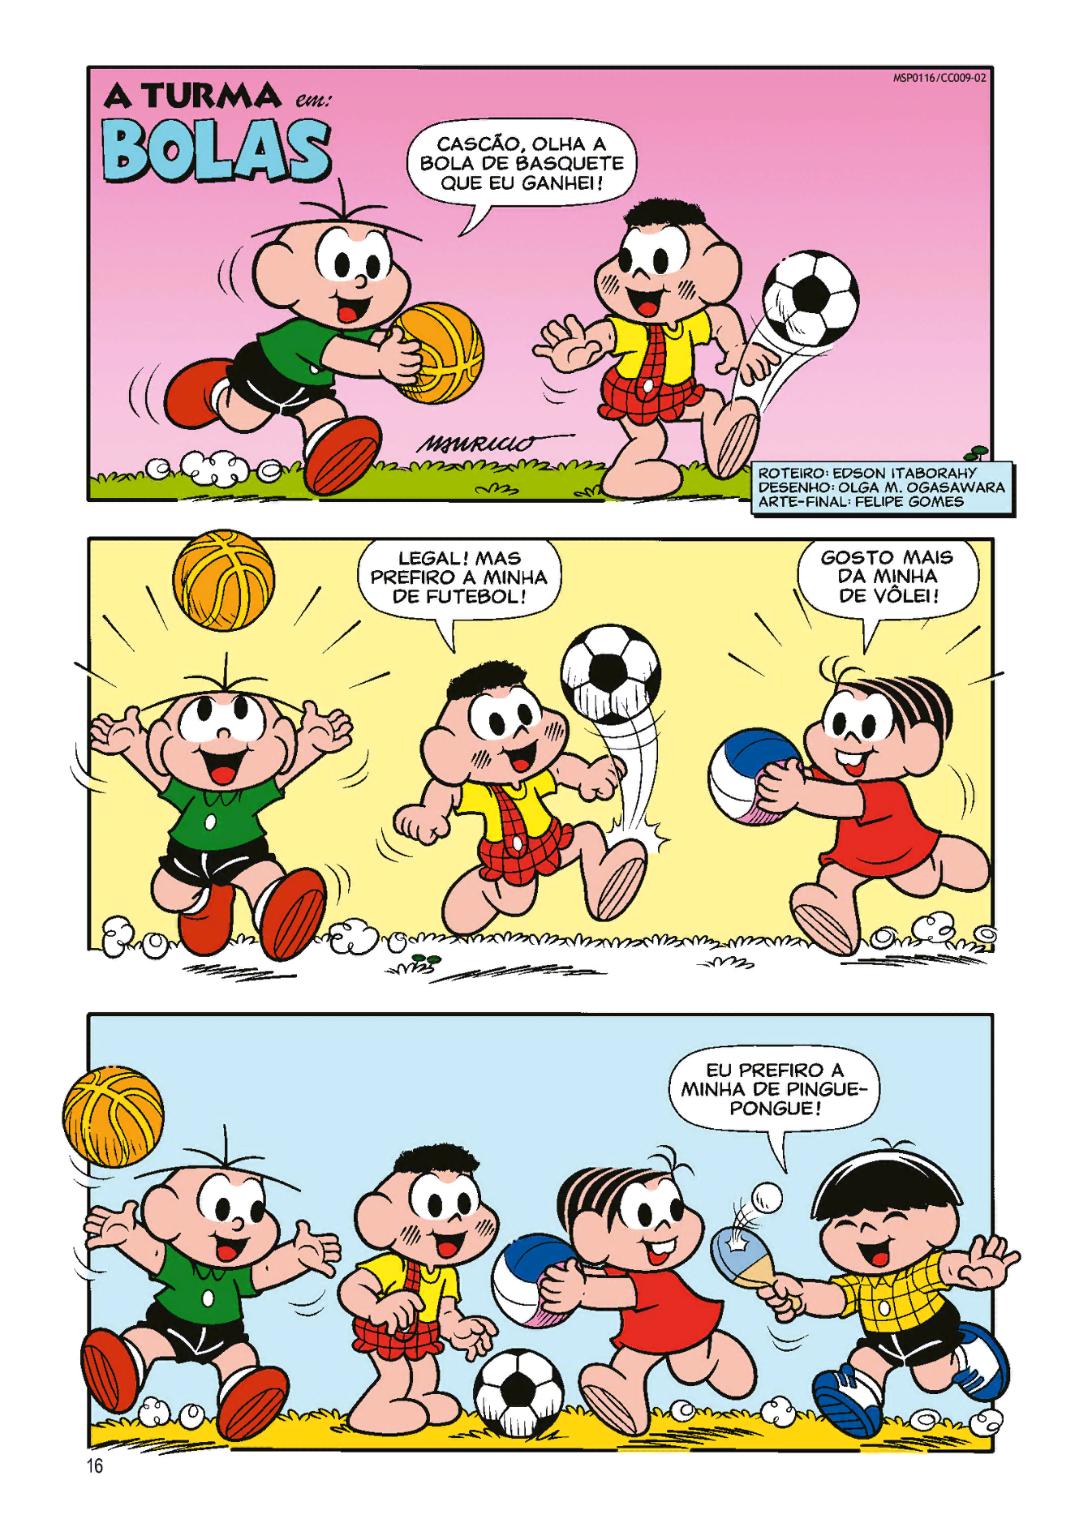 A TURMA em:
BOLAS
MSP0116/CC009-02
CASCÃO, OLHA A
BOLA DE BASQUETE
QUE EU GANHEI!
MAURICIO
ROTEIRO: EDSON ITABORAHY
DESENHO: OLGA M. OGASAWARA
ARTE-FINAL: FELIPE GOMES
LEGAL! MAS
PREFIRO A MINHA
DE FUTEBOL!
GOSTO MAIS
DA MINHA
DE VÔLEI!
EU PREFIRO A
MINHA DE PINGUE-
PONGUE!
16